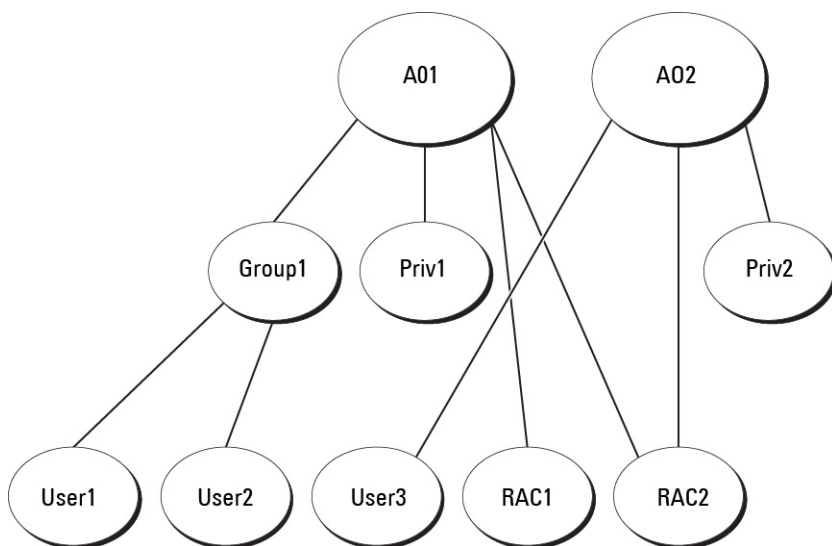 A01
AO2
Group1
Priv1
Priv2
User1
User2
User3
RAC1
RAC2